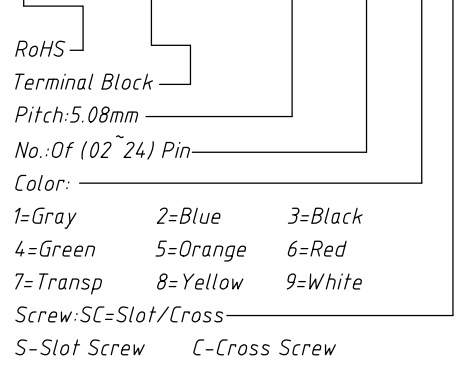 RoHS
Terminal Block
Pitch:5.08mm
No.:Of (02~24) Pin
Color:
1=Gray 2=Blue 3=Black
4=Green 5=Orange 6=Red
7=Transp 8=Yellow 9=White
Screw:SC=Slot/Cross
S-Slot Screw C-Cross Screw